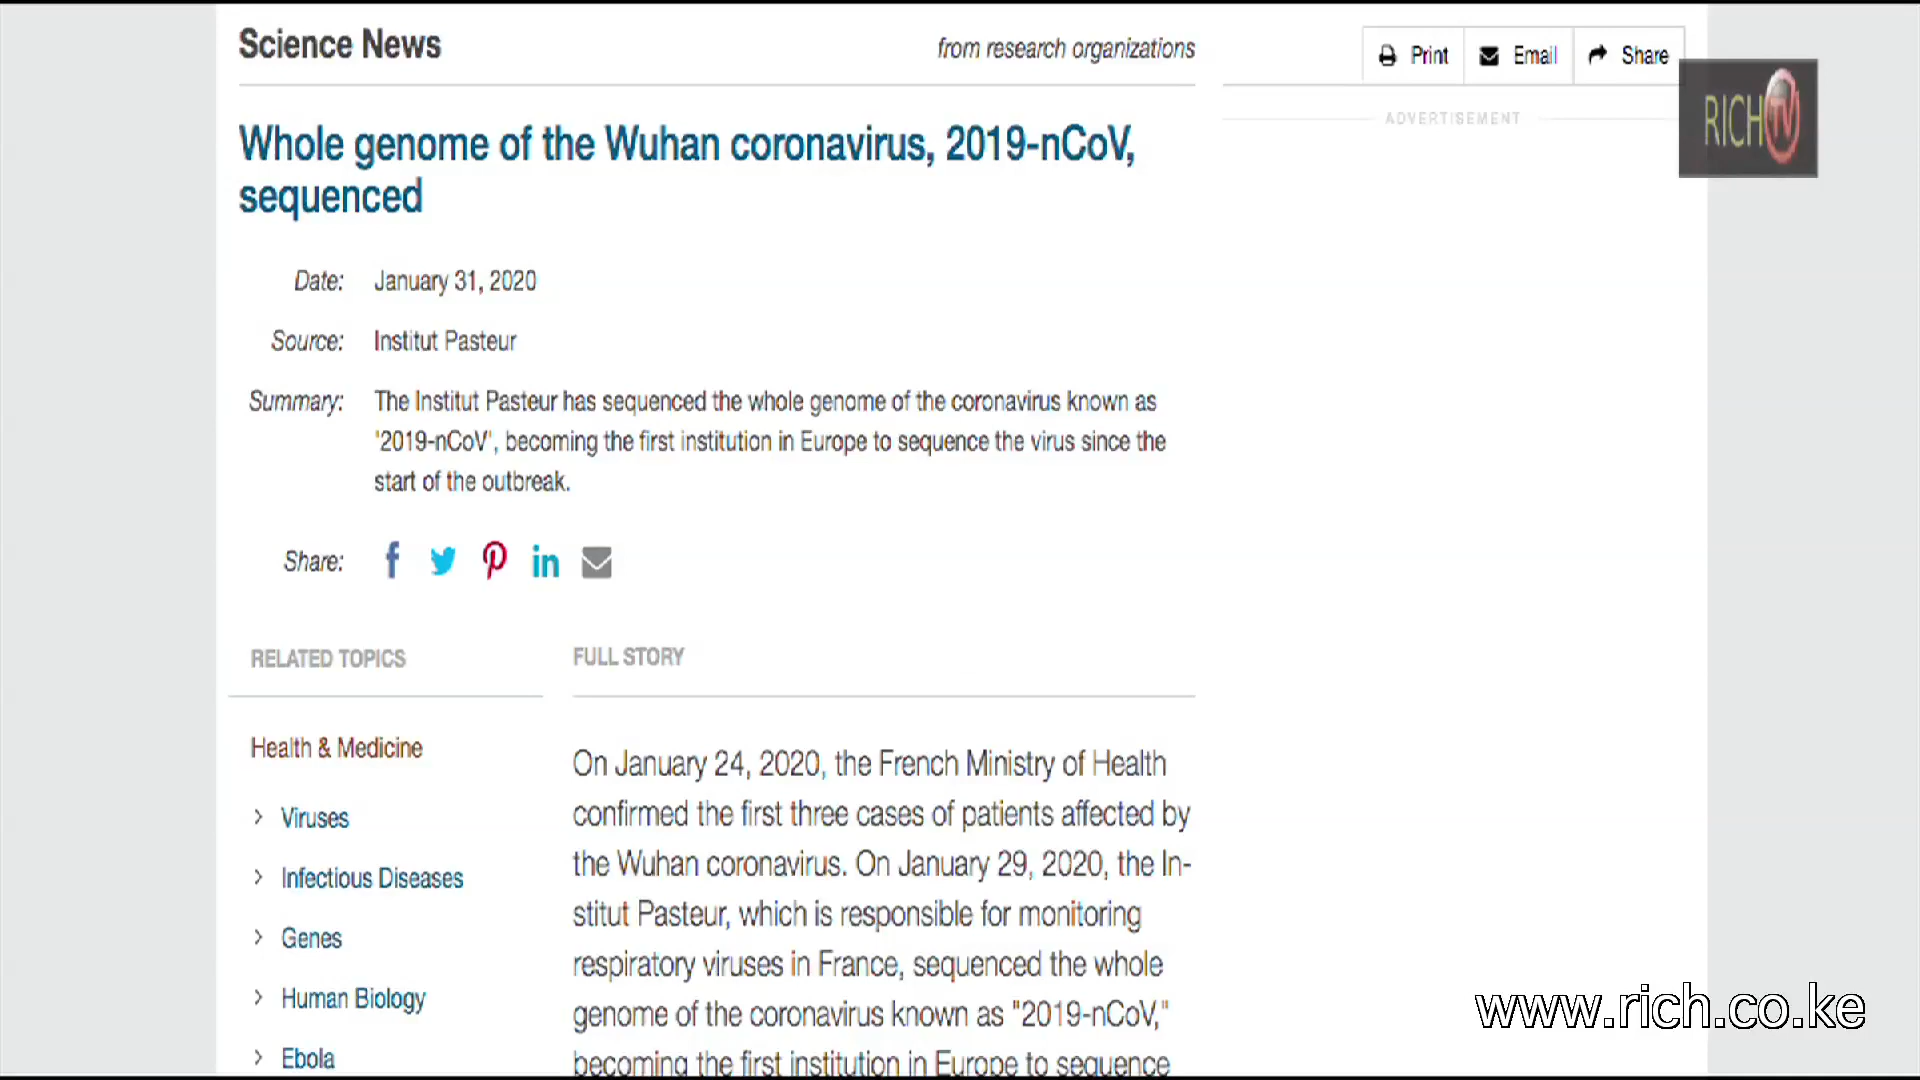 Science News
from research organizations
Print
Email
Share
ADVERTISEMENT
RICH TV
Whole genome of the Wuhan coronavirus, 2019-nCoV,
sequenced
Date: January 31, 2020
Source: Institut Pasteur
Summary: The Institut Pasteur has sequenced the whole genome of the coronavirus known as
'2019-nCoV', becoming the first institution in Europe to sequence the virus since the
start of the outbreak.
Share:
RELATED TOPICS
Health & Medicine
Viruses
Infectious Diseases
Genes
Human Biology
Ebola
FULL STORY
On January 24, 2020, the French Ministry of Health
confirmed the first three cases of patients affected by
the Wuhan coronavirus. On January 29, 2020, the In-
stitut Pasteur, which is responsible for monitoring
respiratory viruses in France, sequenced the whole
genome of the coronavirus known as "2019-nCoV,"
becoming the first institution in Europe to sequence
www.rich.co.ke